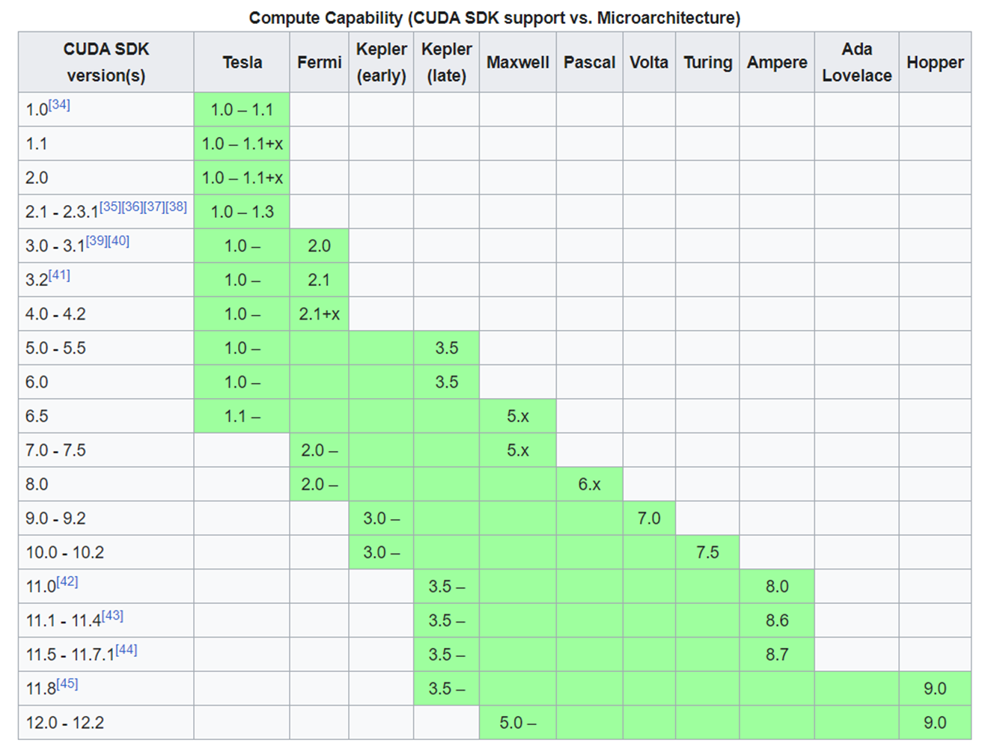 Compute Capability (CUDA SDK support vs. Microarchitecture)
CUDA SDK version(s) Tesla Fermi Kepler (early) Kepler (late) Maxwell Pascal Volta Turing Ampere Ada Lovelace Hopper
1.0[34] 1.0 – 1.1
1.1 1.0 – 1.1+x
2.0 1.0 – 1.1+x
2.1 - 2.3.1[35][36][37][38] 1.0 – 1.3
3.0 - 3.1[39][40] 1.0 – 2.0
3.2[41] 1.0 – 2.1
4.0 - 4.2 1.0 – 2.1+x
5.0 - 5.5 1.0 – 3.5
6.0 1.0 – 3.5
6.5 1.1 – 5.x
7.0 - 7.5 2.0 – 5.x
8.0 2.0 – 6.x
9.0 - 9.2 3.0 – 7.0
10.0 - 10.2 3.0 – 7.5
11.0[42] 3.5 – 8.0
11.1 - 11.4[43] 3.5 – 8.6
11.5 - 11.7.1[44] 3.5 – 8.7
11.8[45] 3.5 – 9.0
12.0 - 12.2 5.0 – 9.0